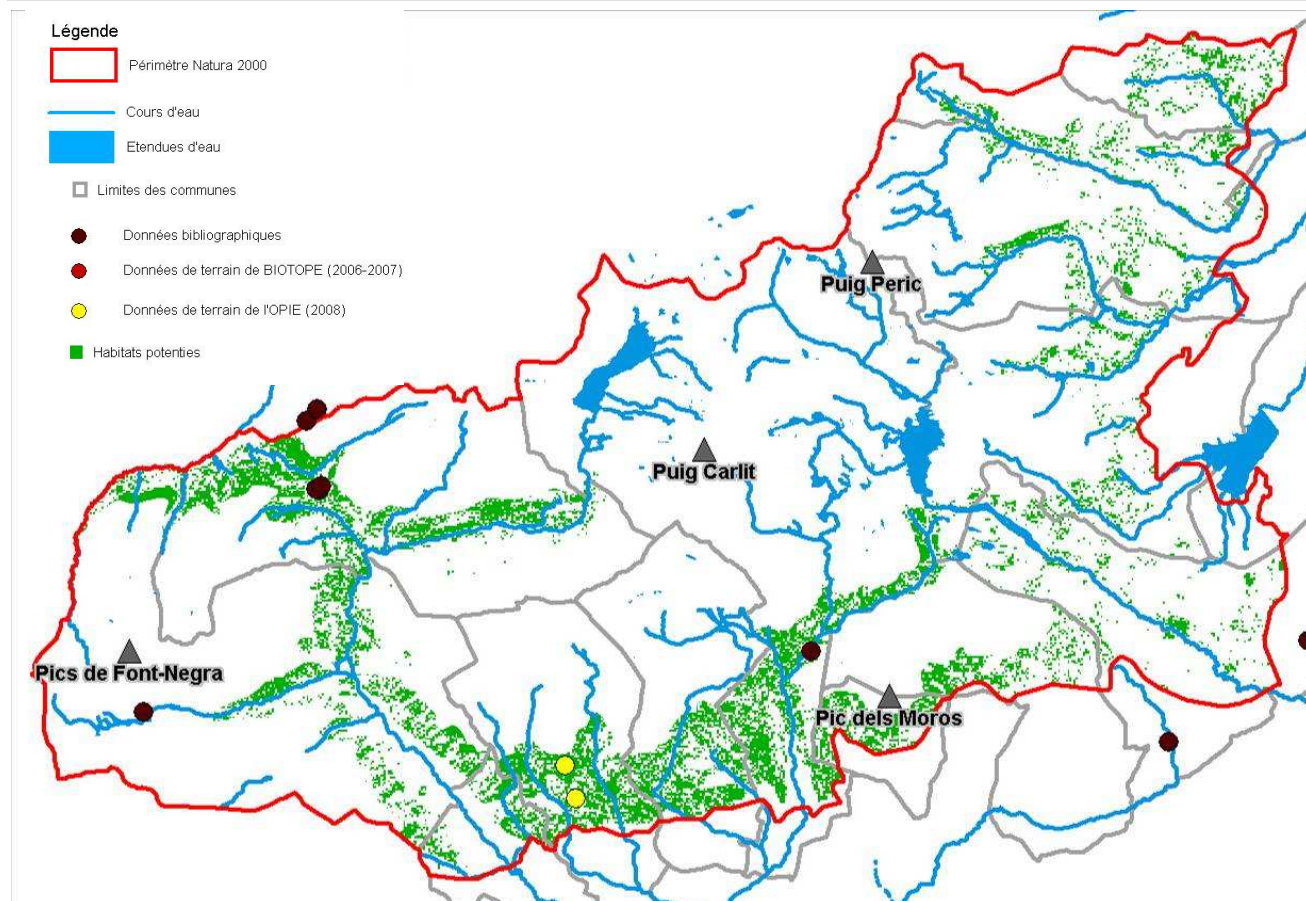 Légende
Périmètre Natura 2000
Cours d'eau
Etendues d'eau
Limites des communes
Données bibliographiques
Données de terrain de BIOTOPE (2006-2007)
Données de terrain de l'OPIE (2008)
Habitats potenties
Puig Peric
Puig Carlit
Pics de Font-Negra
Pic dels Moros